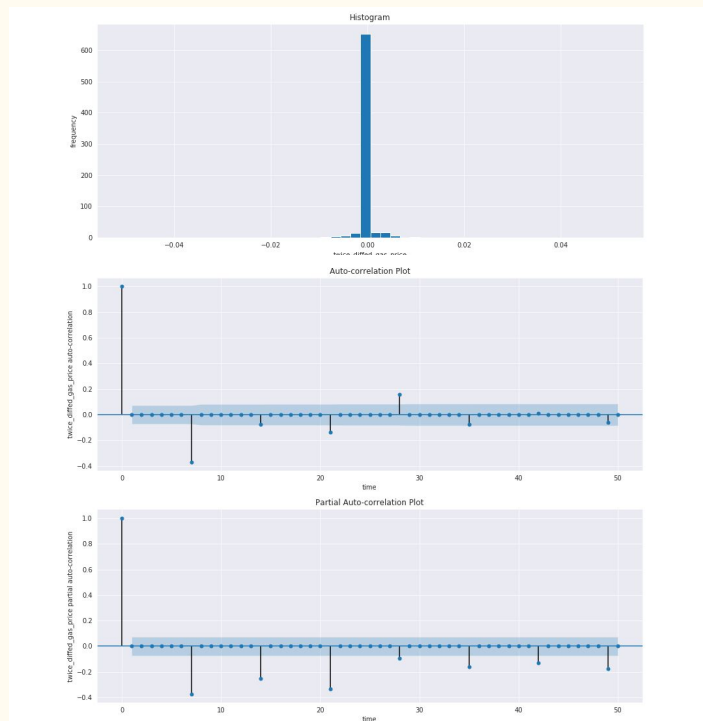 Histogram
600
500
400
300
200
100
0
frequency
−0.04 −0.02 0.00 0.02 0.04
twice_diffed_gas_price
Auto-correlation Plot
1.0
0.8
0.6
0.4
0.2
0.0
−0.2
−0.4
twice_diffed_gas_price auto-correlation
0 10 20 30 40 50
time
Partial Auto-correlation Plot
1.0
0.8
0.6
0.4
0.2
0.0
−0.2
−0.4
twice_diffed_gas_price partial auto-correlation
0 10 20 30 40 50
time